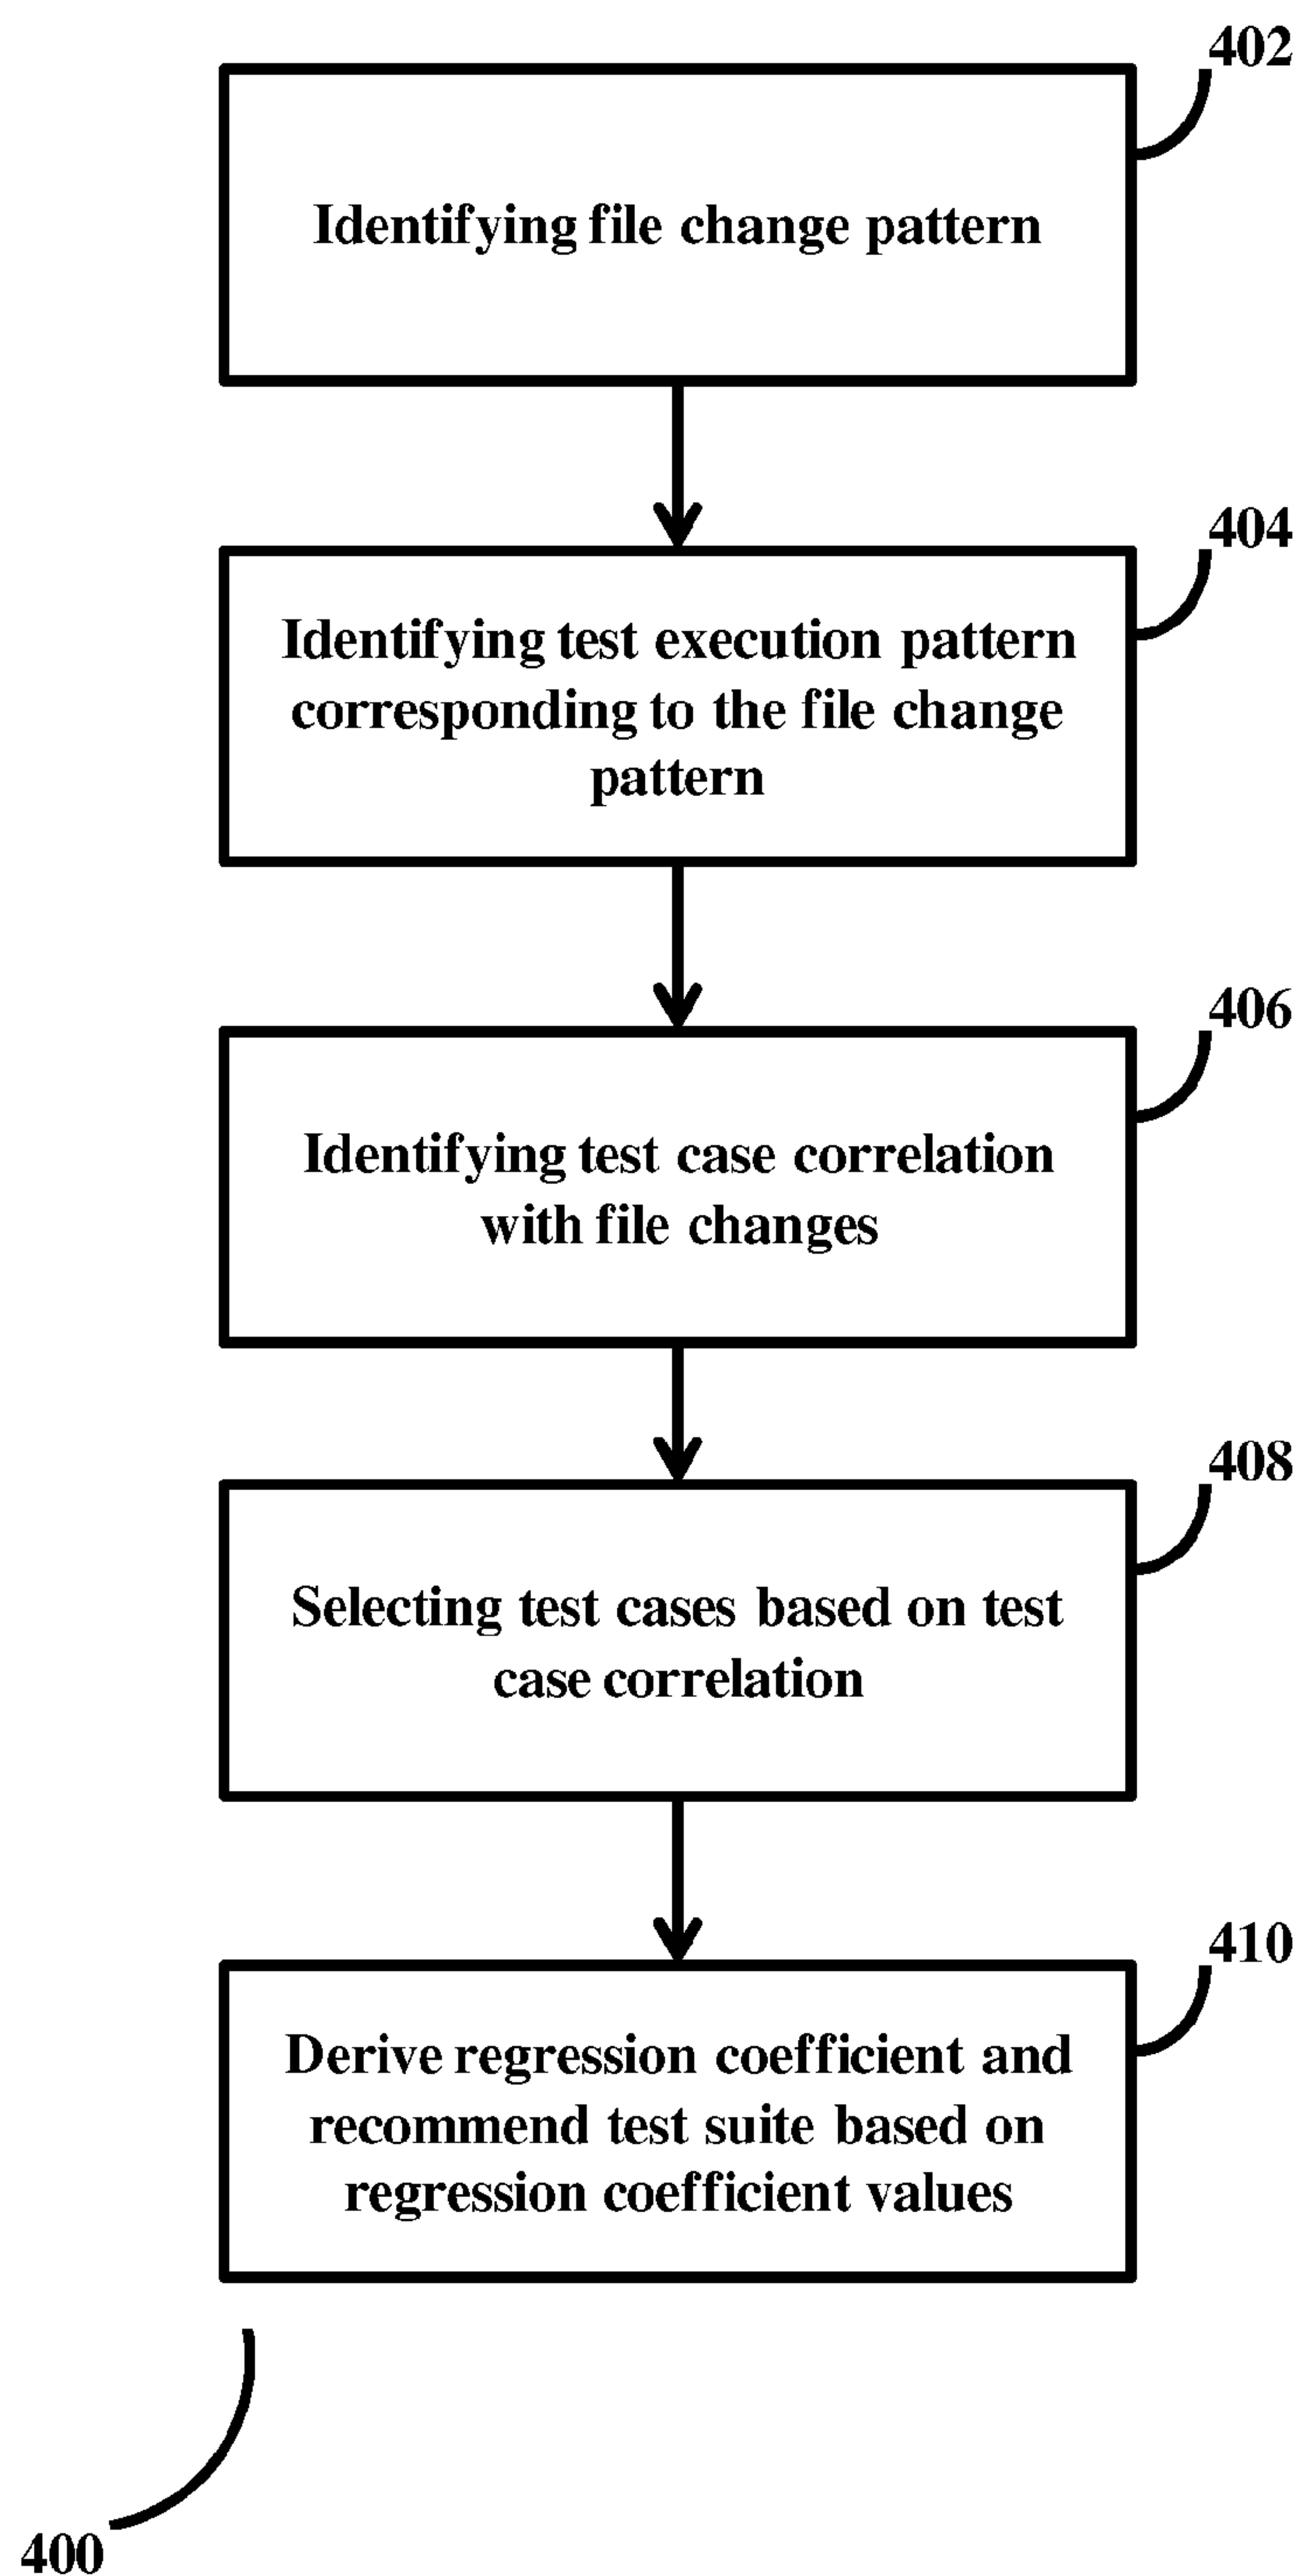 402
Identifying file change pattern
404
Identifying test execution pattern
corresponding to the file change
pattern
406
Identifying test case correlation
with file changes
408
Selecting test cases based on test
case correlation
410
Derive regression coefficient and
recommend test suite based on
regression coefficient values
400